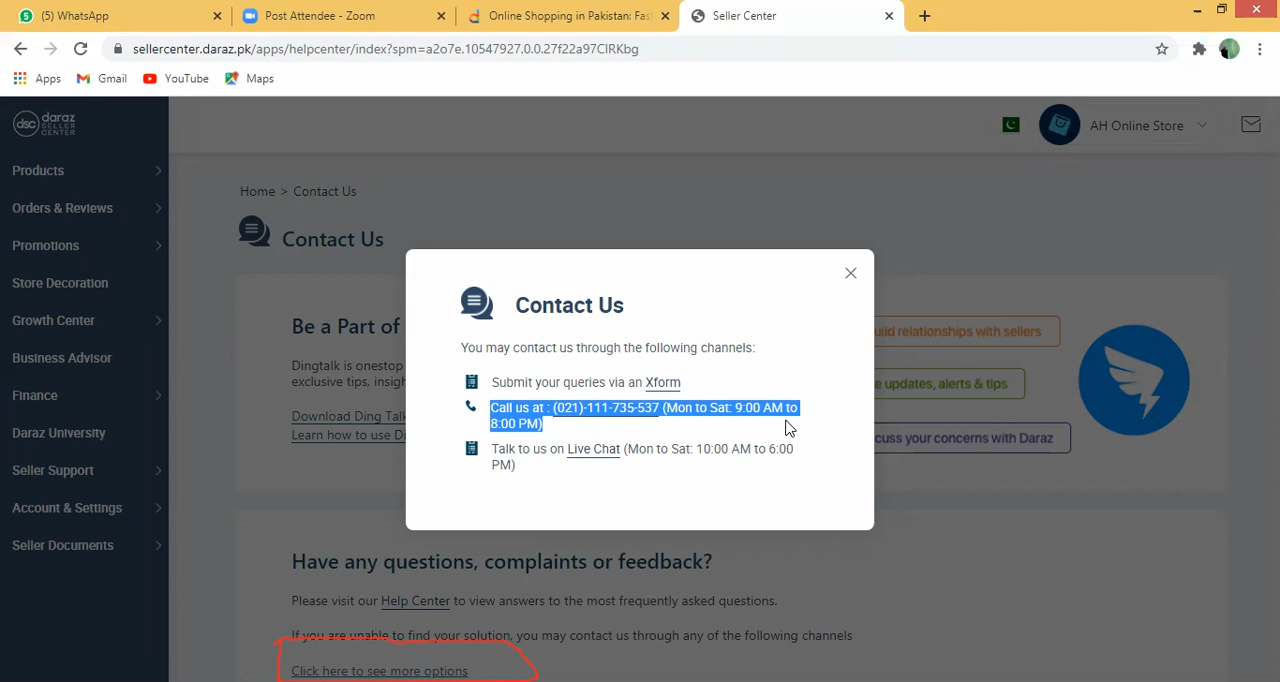 (5) WhatsApp
Post Attendee - Zoom
Online Shopping in Pakistan: Fas
Seller Center
sellercenter.daraz.pk/apps/helpcenter/index?spm=a2o7e.10547927.0.0.27f22a97ClRKbg
Apps
Gmail
YouTube
Maps
dsc daraz
SELLER
CENTER
AH Online Store
Products
Orders & Reviews
Promotions
Store Decoration
Growth Center
Business Advisor
Finance
Daraz University
Seller Support
Account & Settings
Seller Documents
Home > Contact Us
Contact Us
Be a Part of
Dingtalk is onestop
exclusive tips, insigh
Download Ding Talk
Learn how to use Di
uild relationships with sellers
e updates, alerts & tips
cuss your concerns with Daraz
Contact Us
You may contact us through the following channels:
Submit your queries via an Xform
Call us at : (021)-111-735-537 (Mon to Sat: 9:00 AM to
8:00 PM)
Talk to us on Live Chat (Mon to Sat: 10:00 AM to 6:00
PM)
Have any questions, complaints or feedback?
Please visit our Help Center to view answers to the most frequently asked questions.
If you are unable to find your solution, you may contact us through any of the following channels
Click here to see more options